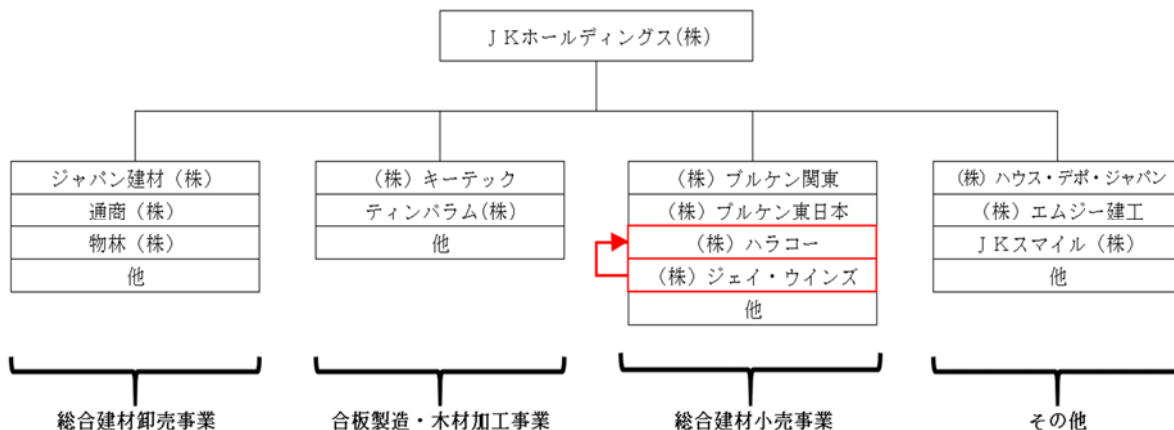 ＪＫホールディングス(株)
ジャパン建材（株）
通商（株）
物林（株）
他
（株）キーテック
ティンバラム(株)
他
（株）ブルケン関東
（株）ブルケン東日本
（株）ハラコー
（株）ジェイ・ウインズ
他
（株）ハウス・デポ・ジャパン
（株）エムジー建工
ＪＫスマイル（株）
他
総合建材卸売事業
合板製造・木材加工事業
総合建材小売事業
その他